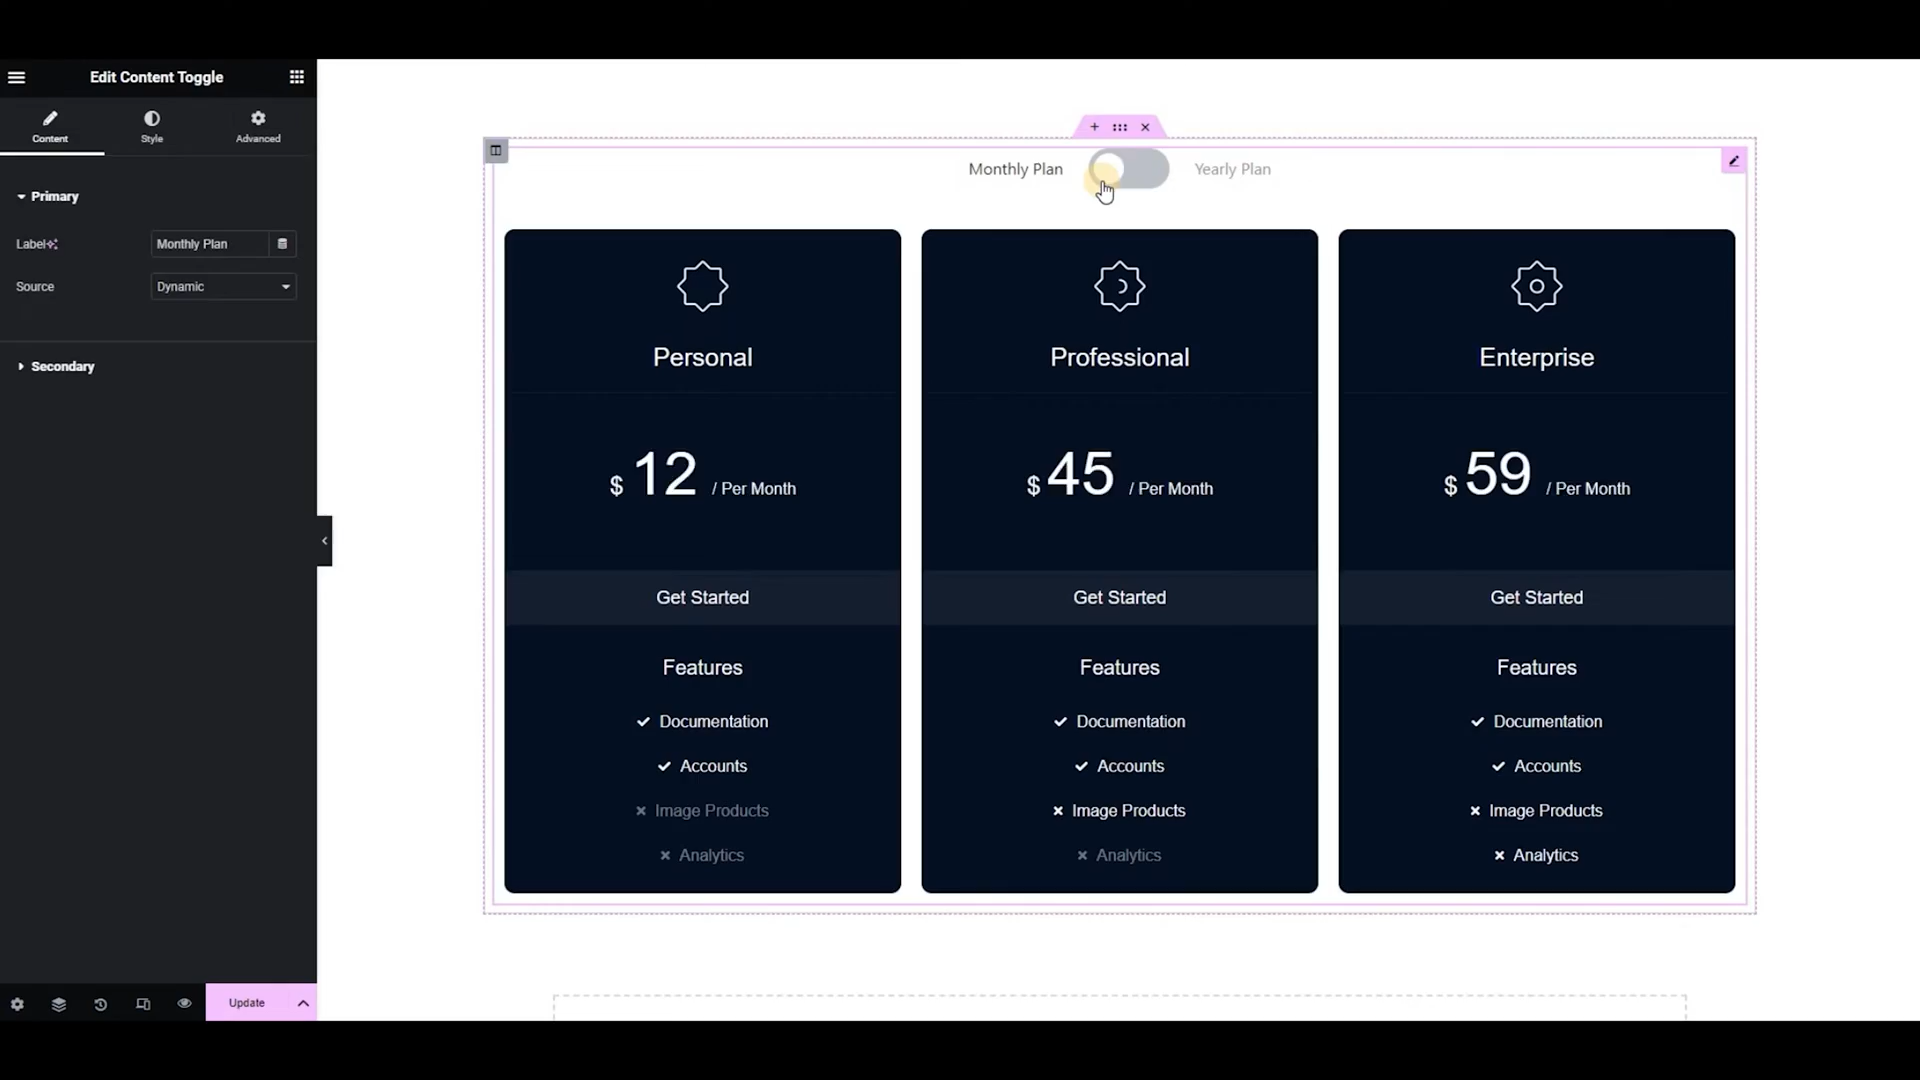 Edit Content Toggle
Content
Style
Advanced
Primary
Label
Monthly Plan
Source
Dynamic
Secondary
Update
Monthly Plan
Yearly Plan
Personal
$ 12 / Per Month
Get Started
Features
Documentation
Accounts
Image Products
Analytics
Professional
$ 45 / Per Month
Get Started
Features
Documentation
Accounts
Image Products
Analytics
Enterprise
$ 59 / Per Month
Get Started
Features
Documentation
Accounts
Image Products
Analytics